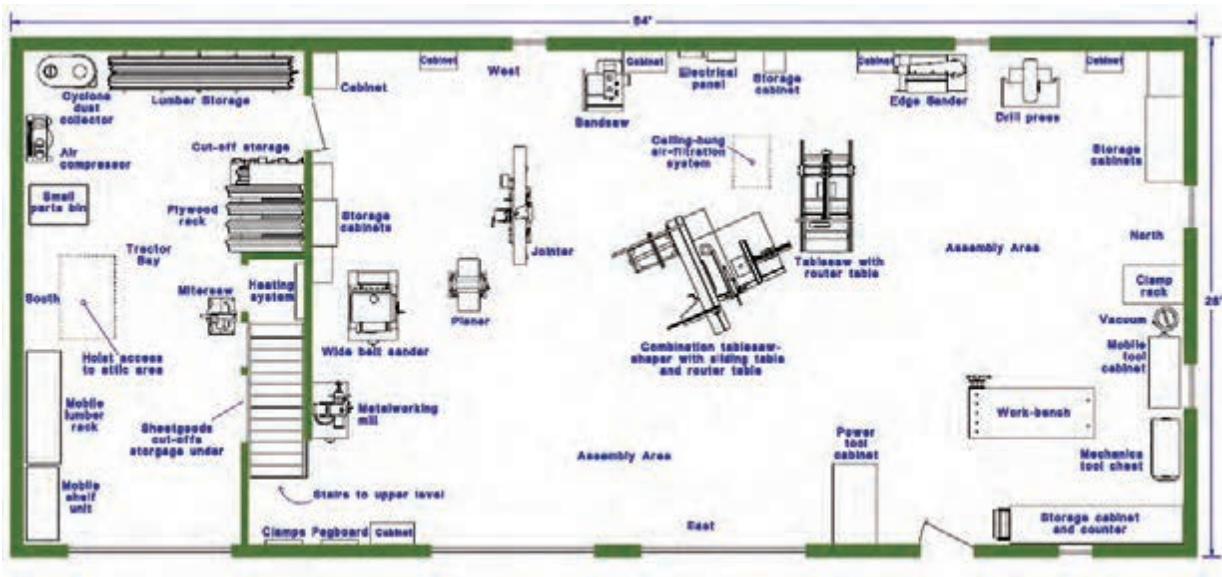 64'
Cyclone
dust
collector
Lumber Storage
Cabinet
Cabinet
West
Bandsaw
Cabinet
Electrical
panel
Storage
cabinet
Cabinet
Edge Sander
Drill press
Cabinet
Storage
cabinets
Air
compressor
Cut-off storage
Small
parts bin
Plywood
rack
Storage
cabinets
Jointer
Ceiling-hung
air-filtration
system
Tablesaw with
router table
Assembly Area
North
Tractor
Bay
South
Mitersaw
Heating
system
Planer
Clamp
rack
28'
Vacuum
Wide belt sander
Combination tablesaw-
shaper with sliding table
and router table
Mobile
tool
cabinet
Hoist access
to attic area
Mobile
lumber
rack
Sheetgoods
cut-offs
storgage under
Metalworking
mill
Work-bench
Power
tool
cabinet
Assembly Area
Mechanics
tool chest
Mobile
shelf
unit
Stairs to upper level
Clamps
Pegboard
Cabinet
East
Storage cabinet
and counter